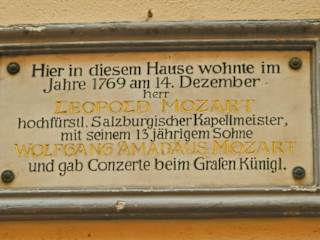 Hier in diesem Hause wohnte im
Jahre 1769 am 14. Dezember
herr
LEOPOLD MOZART
hochfürstl. Salzburgischer Kapellmeister,
mit seinem 13 jährigem Sohne
WOLFGANG AMADÄUS MOZART
und gab Conzerte beim Grafen Künigl.